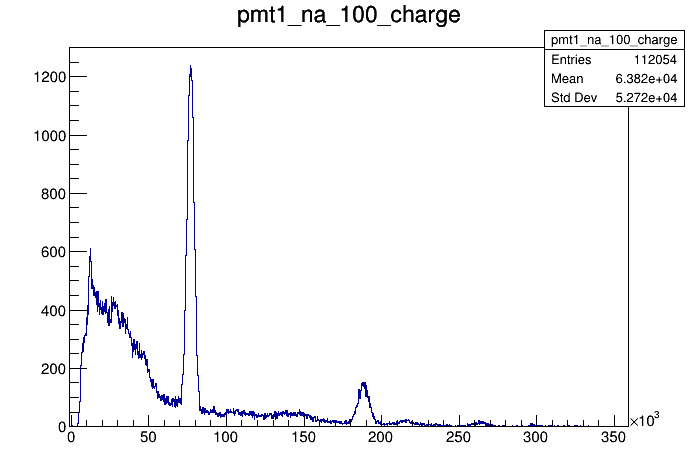 pmt1_na_100_charge
pmt1_na_100_charge
Entries 112054
Mean 6.382e+04
Std Dev 5.272e+04
1200
1000
800
600
400
200
0
0 50 100 150 200 250 300 350
×10³